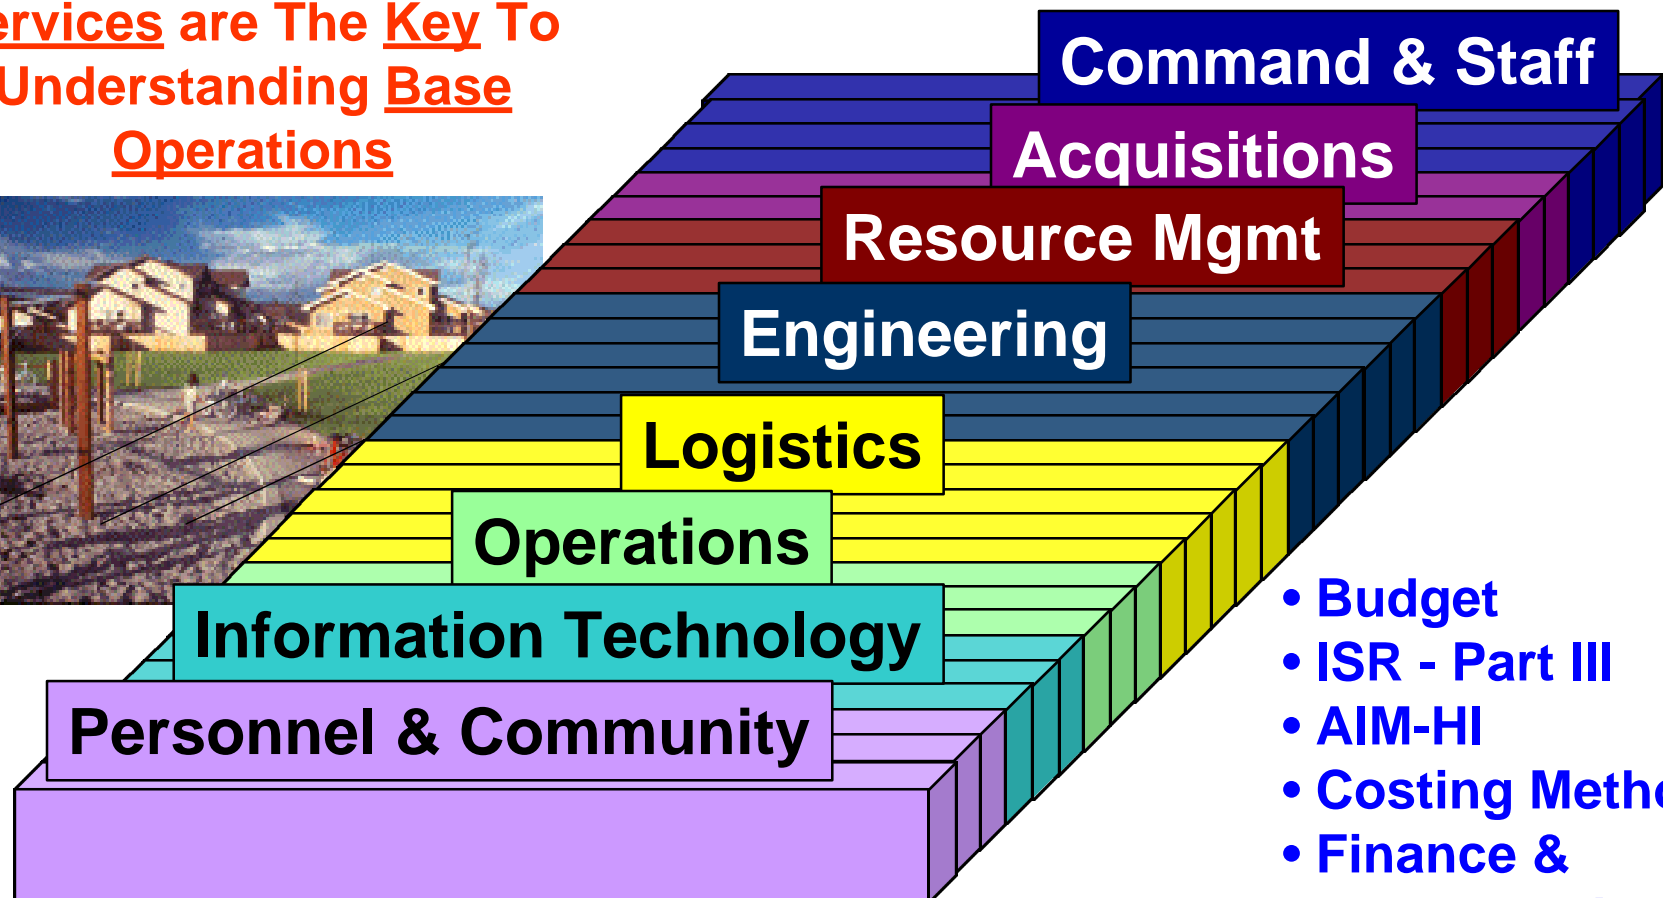 ervices are The Key To
Understanding Base
Operations
Command & Staff
Acquisitions
Resource Mgmt
Engineering
Logistics
Operations
Information Technology
Personnel & Community
• Budget
• ISR - Part III
• AIM-HI
• Costing Meth
• Finance &